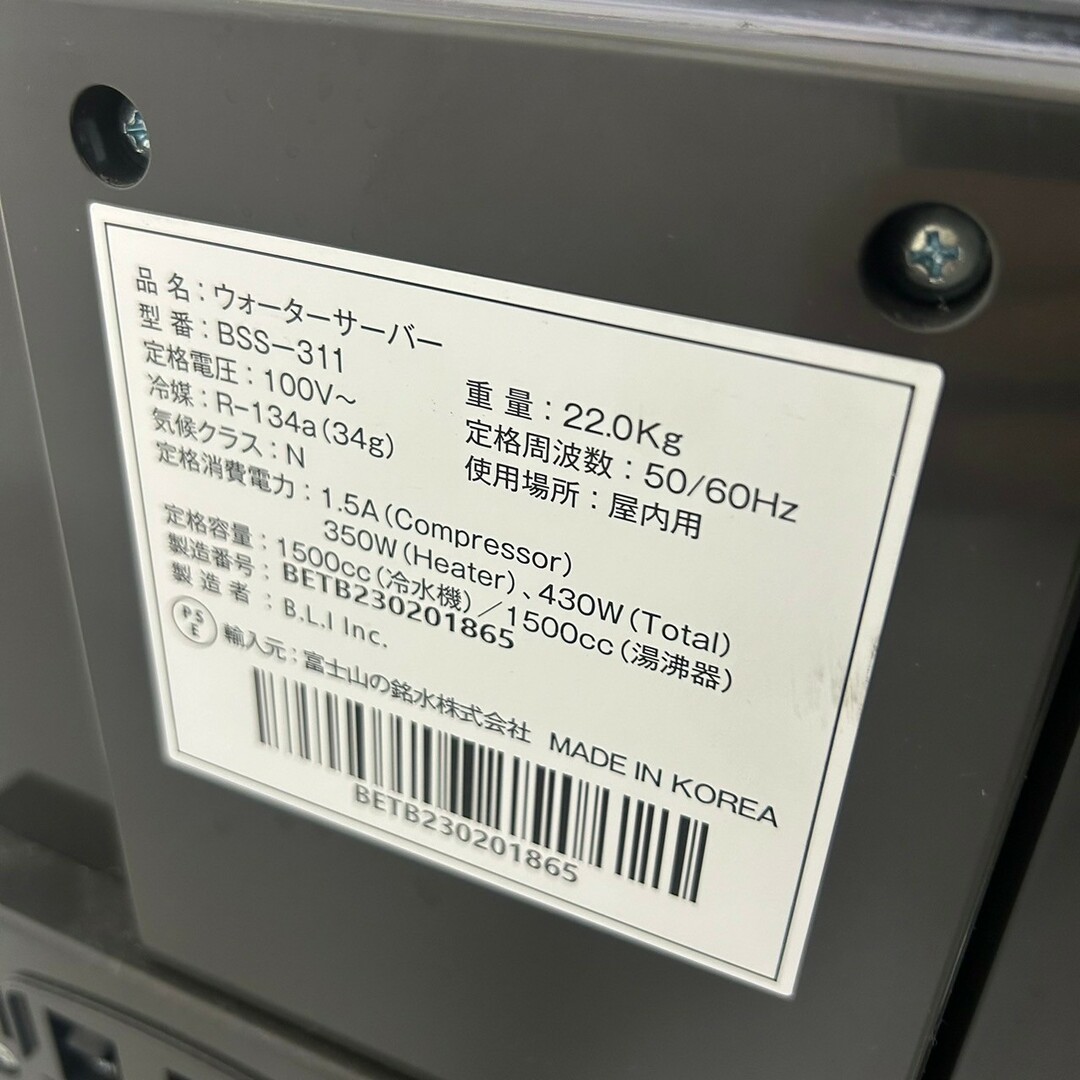 品 名 : ウォーターサーバー
型 番 : BSS-311
重 量 : 22.0Kg
定格電圧 : 100V~
定格周波数 : 50/60Hz
冷媒 : R-134a(34g)
使用場所 : 屋内用
気候クラス : N
定格消費電力 : 1.5A(Compressor)
350W(Heater)、430W(Total)
定格容量 : 1500cc(冷水機)／1500cc(湯沸器)
製造番号 : BETB230201865
製 造 者 : B.L.I Inc.
PSE 輸入元 ; 富士山の銘水株式会社 MADE IN KOREA
BETB230201865